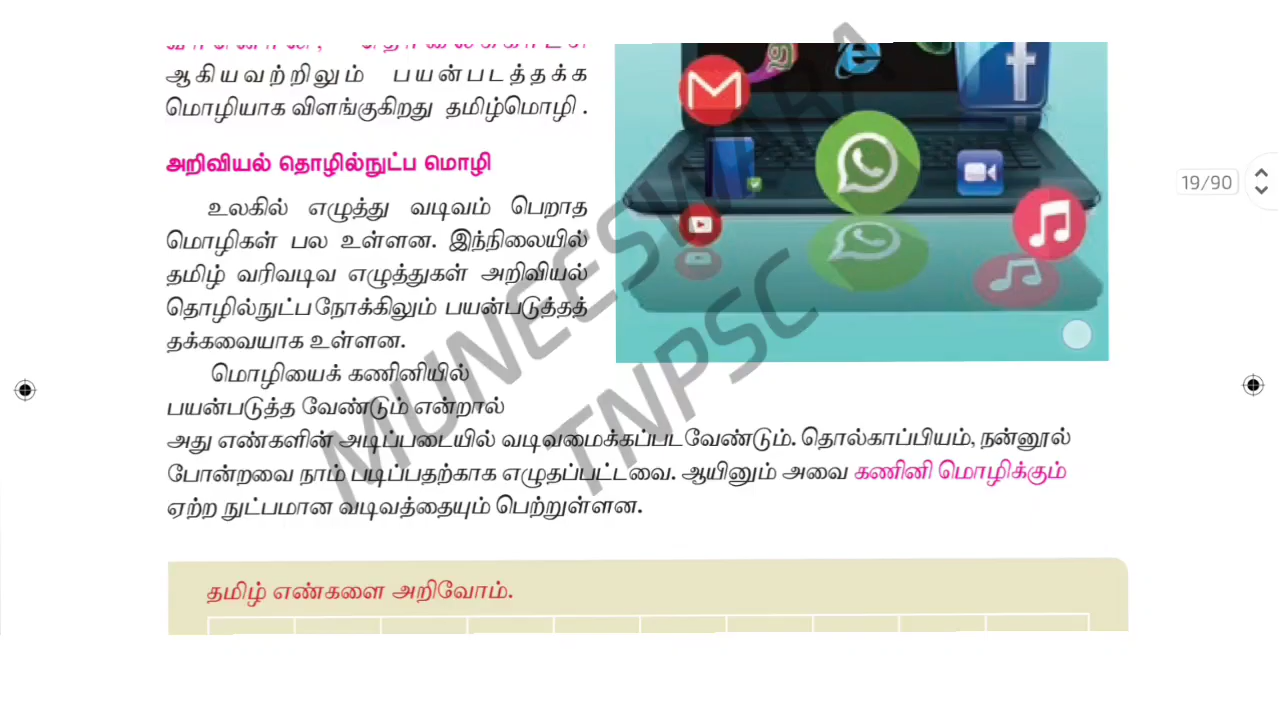 ஆகியவற்றிலும் பயன்படத்தக்க
மொழியாக விளங்குகிறது தமிழ்மொழி .
அறிவியல் தொழில்நுட்ப மொழி
உலகில் எழுத்து வடிவம் பெறாத
மொழிகள் பல உள்ளன. இந்நிலையில்
தமிழ் வரிவடிவ எழுத்துகள் அறிவியல்
தொழில்நுட்பநோக்கிலும் பயன்படுத்தத்
தக்கவையாக உள்ளன.
மொழியைக் கணினியில்
பயன்படுத்த வேண்டும் என்றால்
அது எண்களின் அடிப்படையில் வடிவமைக்கப்படவேண்டும். தொல்காப்பியம், நன்னூல்
போன்றவை நாம் படிப்பதற்காக எழுதப்பட்டவை. ஆயினும் அவை கணினி மொழிக்கும்
ஏற்ற நுட்பமான வடிவத்தையும் பெற்றுள்ளன.
தமிழ் எண்களை அறிவோம்.
19/90
MUNEESWARA
TNPSC